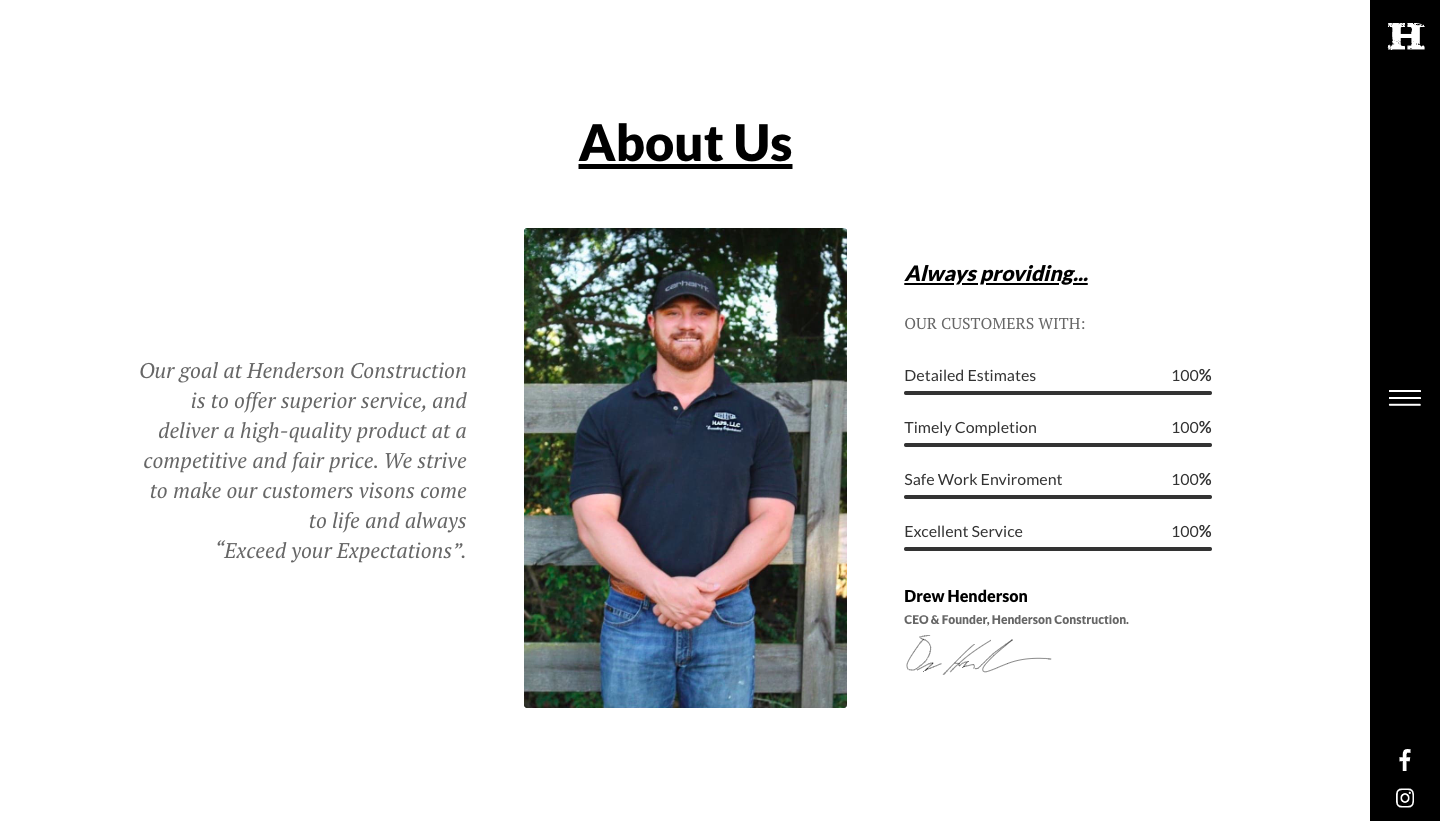 H
About Us
Our goal at Henderson Construction
is to offer superior service, and
deliver a high-quality product at a
competitive and fair price. We strive
to make our customers visons come
to life and always
“Exceed your Expectations”.
carhartt
Always providing...
OUR CUSTOMERS WITH:
Detailed Estimates 100%
Timely Completion 100%
Safe Work Enviroment 100%
Excellent Service 100%
Drew Henderson
CEO & Founder, Henderson Construction.